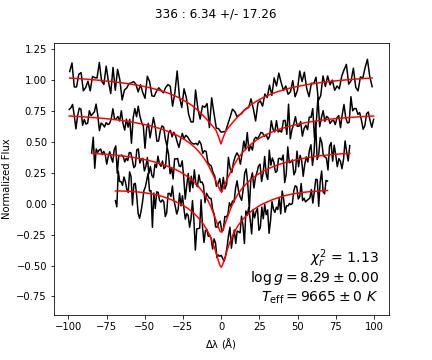 336 : 6.34 +/- 17.26
Normalized Flux
1.25
1.00
0.75
0.50
0.25
0.00
−0.25
−0.50
−0.75
χ²ᵣ = 1.13
log g = 8.29 ± 0.00
T_eff = 9665 ± 0 K
−100 −75 −50 −25 0 25 50 75 100
Δλ (Å)